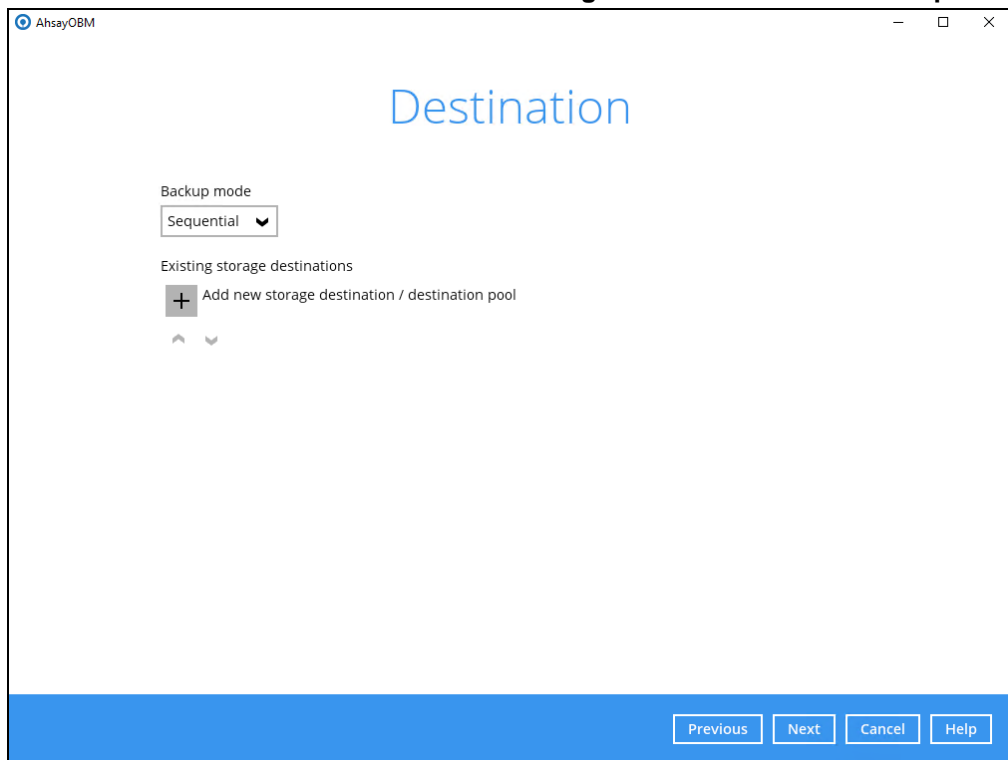 AhsayOBM
Destination
Backup mode
Sequential
Existing storage destinations
Add new storage destination / destination pool
Previous Next Cancel Help